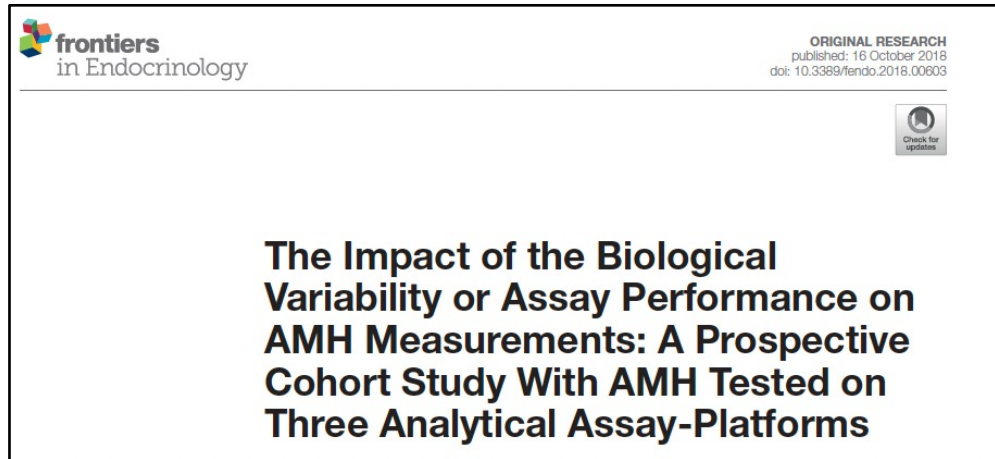 frontiers
in Endocrinology
ORIGINAL RESEARCH
published: 16 October 2018
doi: 10.3389/fendo.2018.00603
Check for
updates
The Impact of the Biological
Variability or Assay Performance on
AMH Measurements: A Prospective
Cohort Study With AMH Tested on
Three Analytical Assay-Platforms